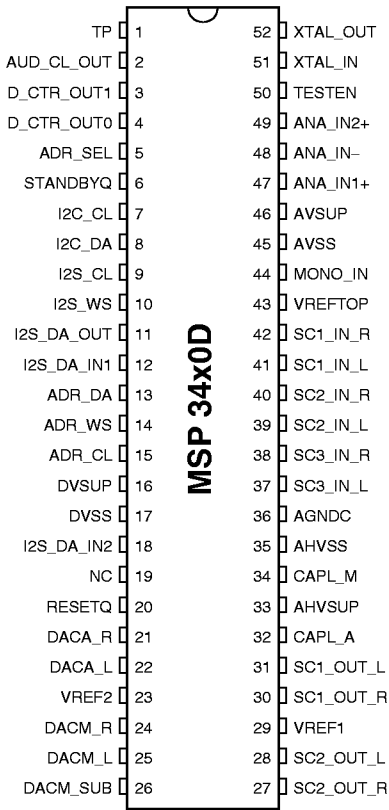 TP 1 52 XTAL_OUT
AUD_CL_OUT 2 51 XTAL_IN
D_CTR_OUT1 3 50 TESTEN
D_CTR_OUT0 4 49 ANA_IN2+
ADR_SEL 5 48 ANA_IN−
STANDBYQ 6 47 ANA_IN1+
I2C_CL 7 46 AVSUP
I2C_DA 8 45 AVSS
I2S_CL 9 44 MONO_IN
I2S_WS 10 43 VREFTOP
I2S_DA_OUT 11 42 SC1_IN_R
I2S_DA_IN1 12 41 SC1_IN_L
ADR_DA 13 40 SC2_IN_R
ADR_WS 14 39 SC2_IN_L
ADR_CL 15 38 SC3_IN_R
DVSUP 16 37 SC3_IN_L
DVSS 17 36 AGNDC
I2S_DA_IN2 18 35 AHVSS
NC 19 34 CAPL_M
RESETQ 20 33 AHVSUP
DACA_R 21 32 CAPL_A
DACA_L 22 31 SC1_OUT_L
VREF2 23 30 SC1_OUT_R
DACM_R 24 29 VREF1
DACM_L 25 28 SC2_OUT_L
DACM_SUB 26 27 SC2_OUT_R
MSP 34x0D